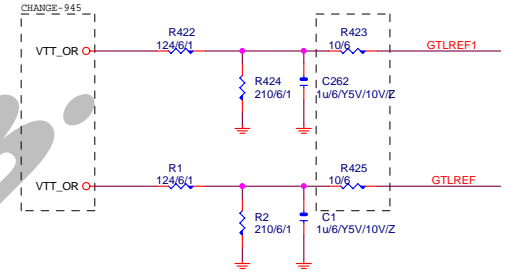 CHANGE-945
R422
R423
VTT_OR
124/6/1
10/6
GTLREF1
R424
210/6/1
C262
1u/6/Y5V/10V/Z
R1
R425
VTT_OR
124/6/1
10/6
GTLREF
R2
210/6/1
C1
1u/6/Y5V/10V/Z